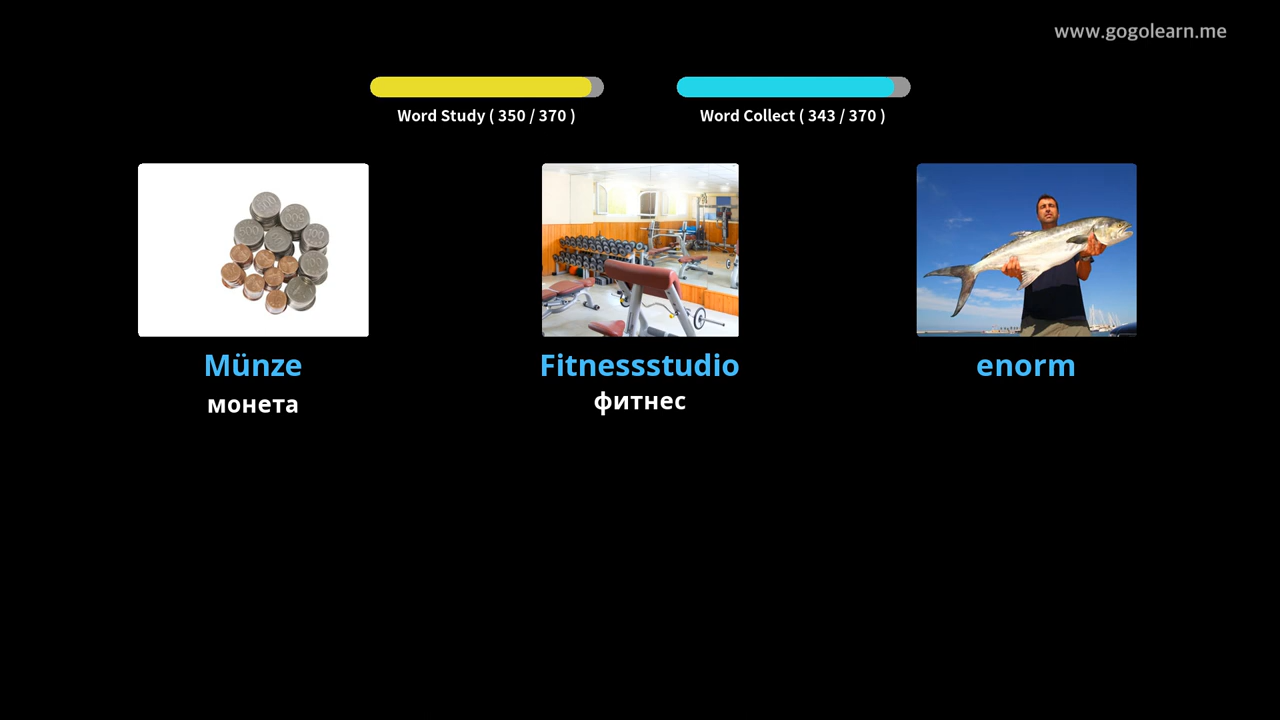 www.gogolearn.me
Word Study ( 350 / 370 )
Word Collect ( 343 / 370 )
Münze
Fitnessstudio
enorm
монета
фитнес